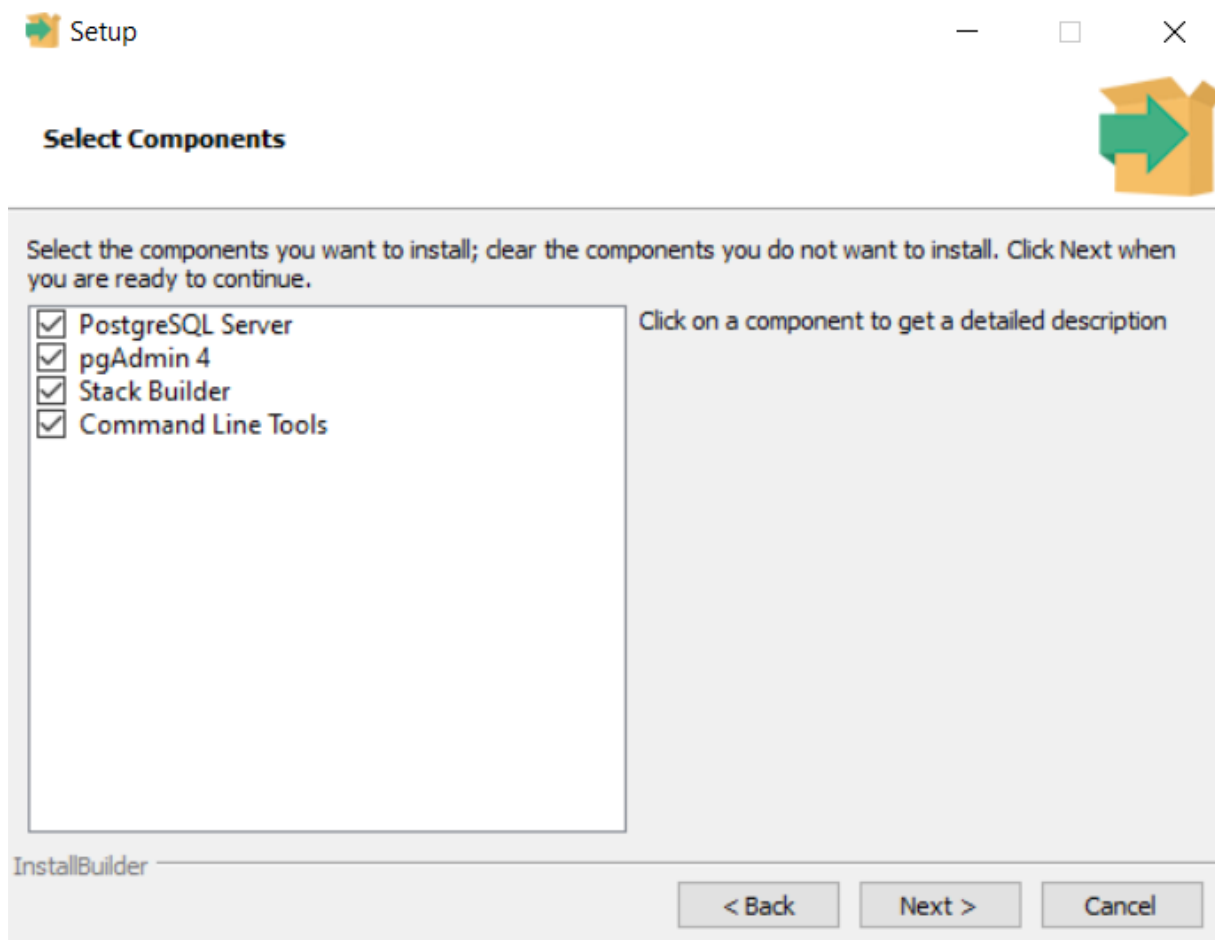 Setup
Select Components
Select the components you want to install; clear the components you do not want to install. Click Next when
you are ready to continue.
PostgreSQL Server
pgAdmin 4
Stack Builder
Command Line Tools
Click on a component to get a detailed description
InstallBuilder
< Back
Next >
Cancel